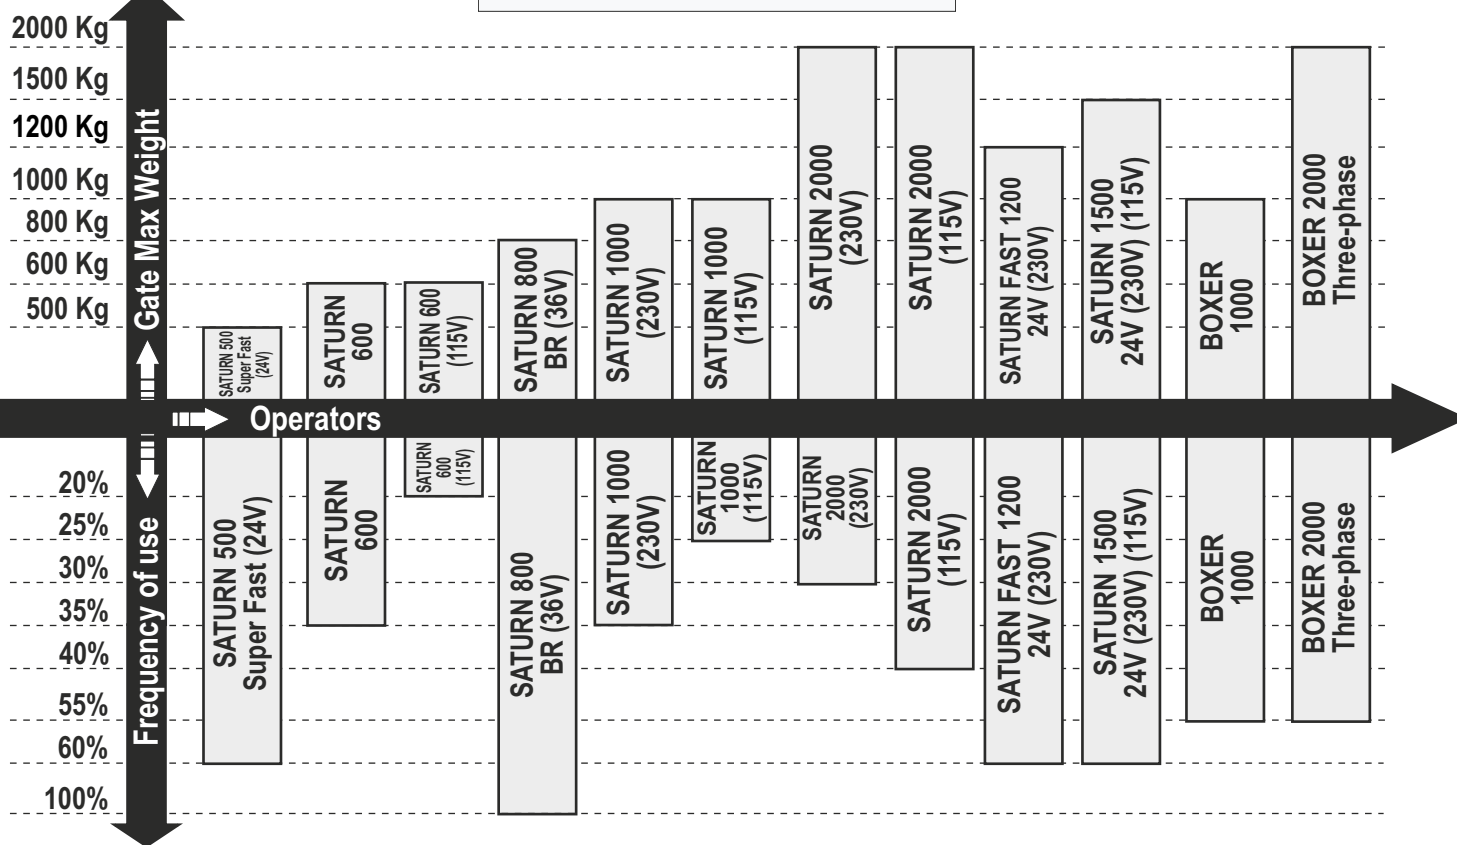 2000 Kg
1500 Kg
1200 Kg
1000 Kg
800 Kg
600 Kg
500 Kg
Gate Max Weight
SATURN 500
Super Fast
(24V)
SATURN
600
SATURN 600
(115V)
SATURN 800
BR (36V)
SATURN 1000
(230V)
SATURN 1000
(115V)
SATURN 2000
(230V)
SATURN 2000
(115V)
SATURN FAST 1200
24V (230V)
SATURN 1500
24V (230V) (115V)
BOXER
1000
BOXER 2000
Three-phase
Operators
20%
25%
30%
35%
40%
55%
60%
100%
Frequency of use
SATURN 500
Super Fast (24V)
SATURN
600
SATURN
600
(115V)
SATURN 800
BR (36V)
SATURN 1000
(230V)
SATURN
1000
(115V)
SATURN
2000
(230V)
SATURN 2000
(115V)
SATURN FAST 1200
24V (230V)
SATURN 1500
24V (230V) (115V)
BOXER
1000
BOXER 2000
Three-phase